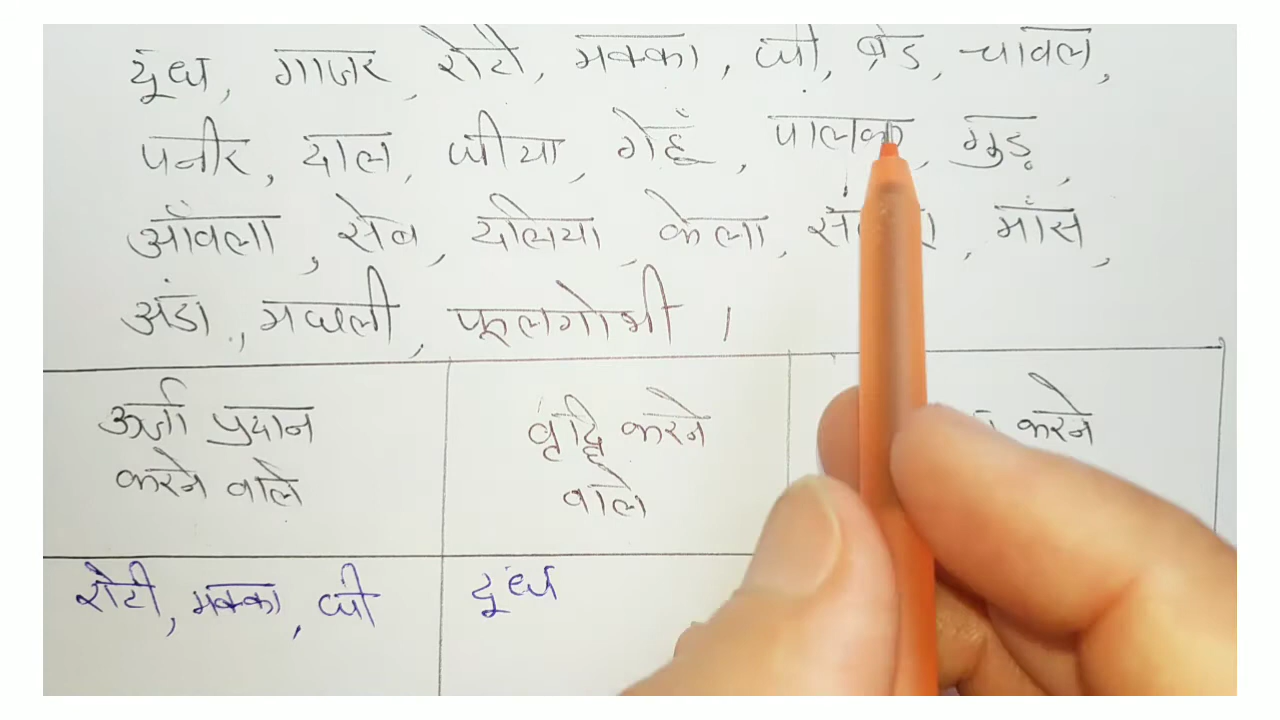 दूध, गाजर, रोटी, मक्का, घी, ब्रेड, चावल,
पनीर, दाल, घीया, गेहूँ, पालक, गुड़,
आँवला, सेब, दलिया, केला, माँस,
अंडा, मछली, फूलगोभी ।
ऊर्जा प्रदान
करने वाले
वृद्धि करने
वाले
करने
रोटी, मक्का, घी
दूध